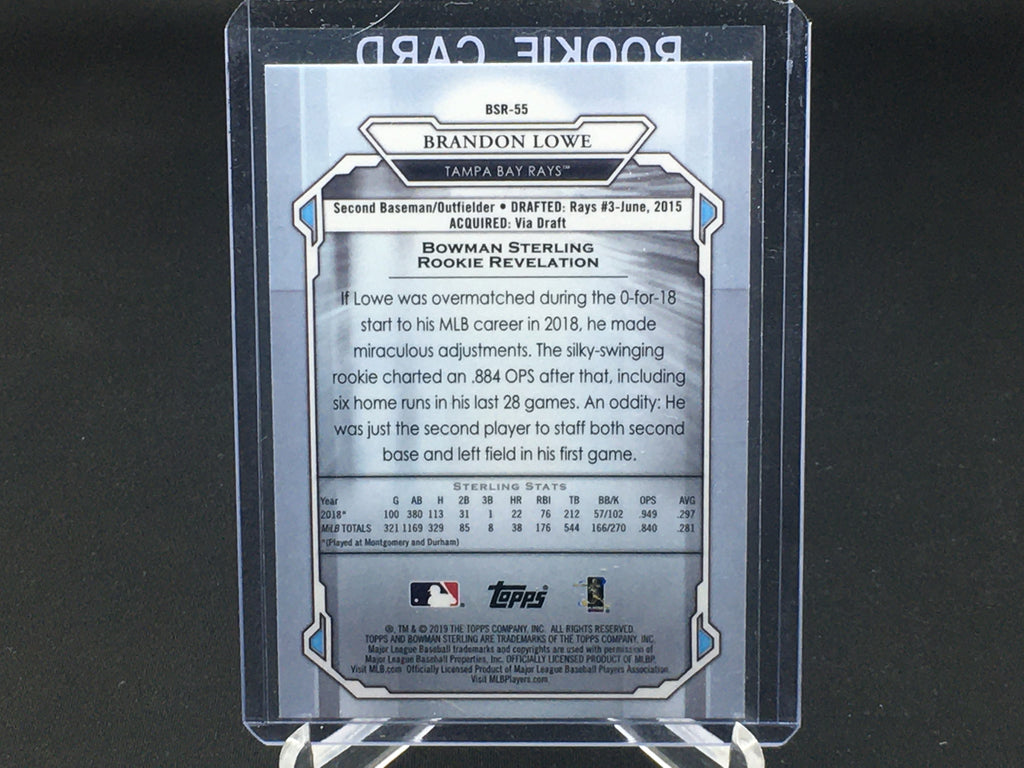 ROOKIE CARD
BSR-55
BRANDON LOWE
TAMPA BAY RAYS™
Second Baseman/Outfielder • DRAFTED: Rays #3-June, 2015
ACQUIRED: Via Draft
BOWMAN STERLING
ROOKIE REVELATION
If Lowe was overmatched during the 0-for-18
start to his MLB career in 2018, he made
miraculous adjustments. The silky-swinging
rookie charted an .884 OPS after that, including
six home runs in his last 28 games. An oddity: He
was just the second player to staff both second
base and left field in his first game.
STERLING STATS
Year G AB H 2B 3B HR RBI TB BB/K OPS AVG
2018* 100 380 113 31 1 22 76 212 57/102 .949 .297
MiLB TOTALS 321 1169 329 85 8 38 176 544 166/270 .840 .281
*(Played at Montgomery and Durham)
Topps
®, TM & © 2019 THE TOPPS COMPANY, INC. ALL RIGHTS RESERVED.
TOPPS AND BOWMAN STERLING ARE TRADEMARKS OF THE TOPPS COMPANY, INC.
Major League Baseball trademarks and copyrights are used with permission of
Major League Baseball Properties, Inc. OFFICIALLY LICENSED PRODUCT OF MLBP.
Visit MLB.com Officially Licensed Product of Major League Baseball Players Association.
Visit MLBPlayers.com